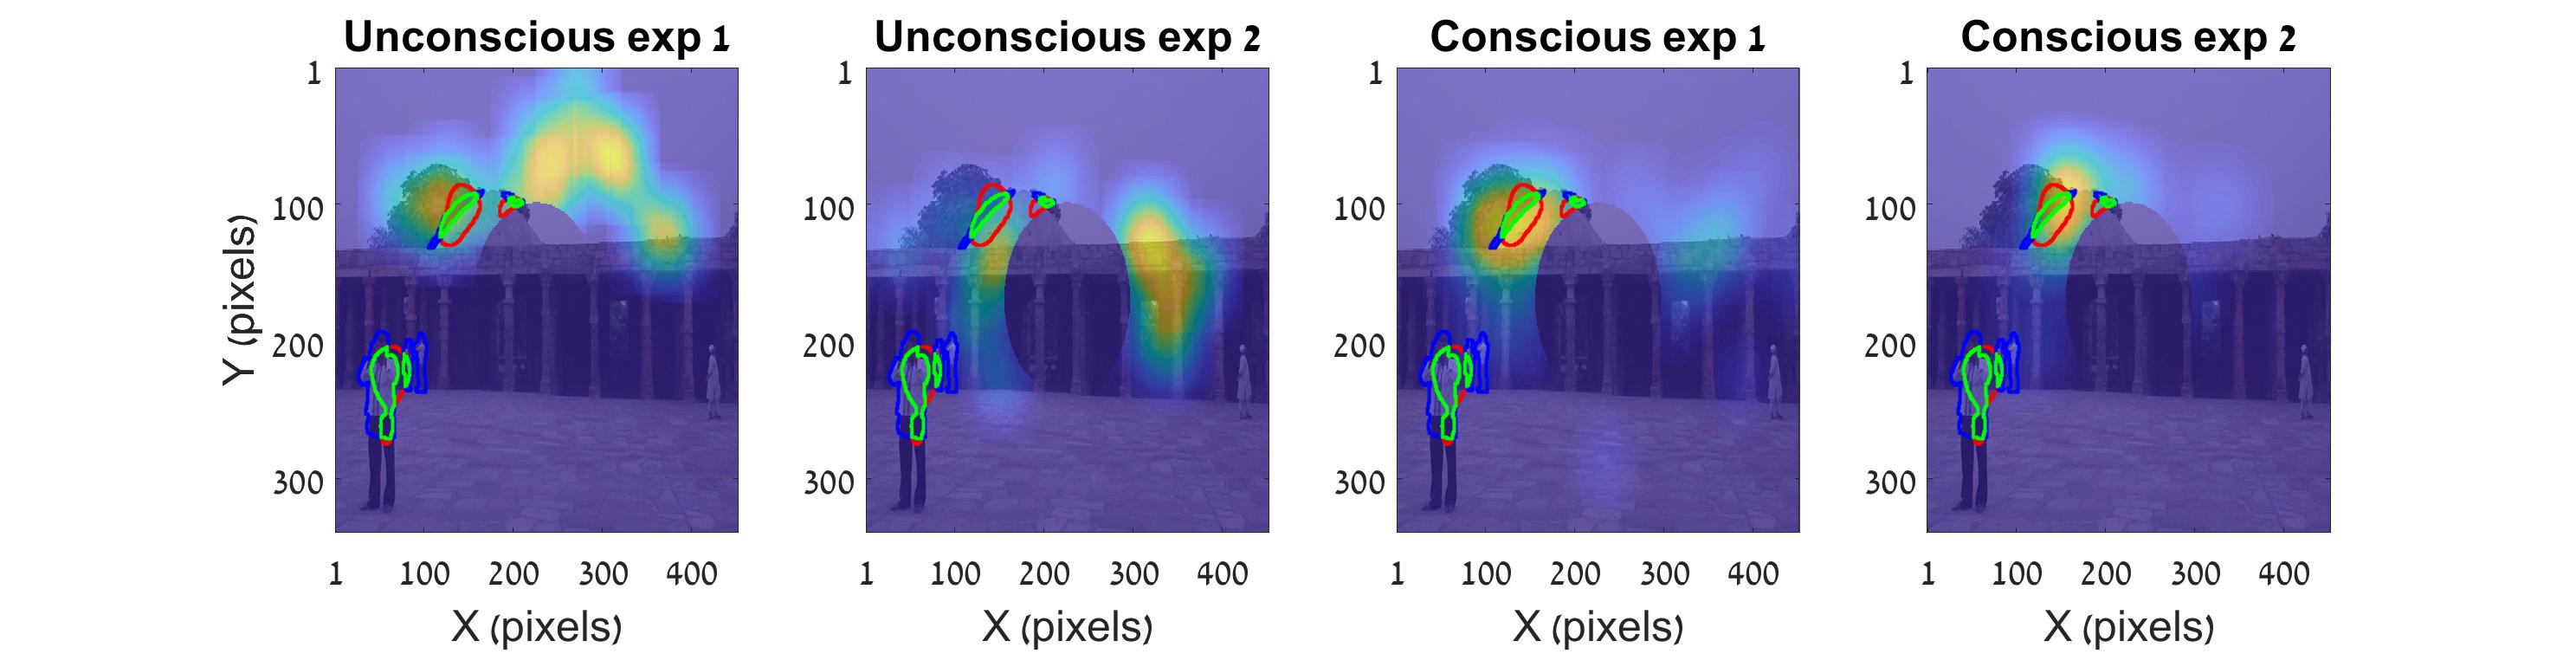 Unconscious exp 1 Unconscious exp 2 Conscious exp 1 Conscious exp 2
1 1 1 1
100 100 100 100
200 200 200 200
300 300 300 300
Y (pixels)
1 100 200 300 400 1 100 200 300 400 1 100 200 300 400 1 100 200 300 400
X (pixels) X (pixels) X (pixels) X (pixels)